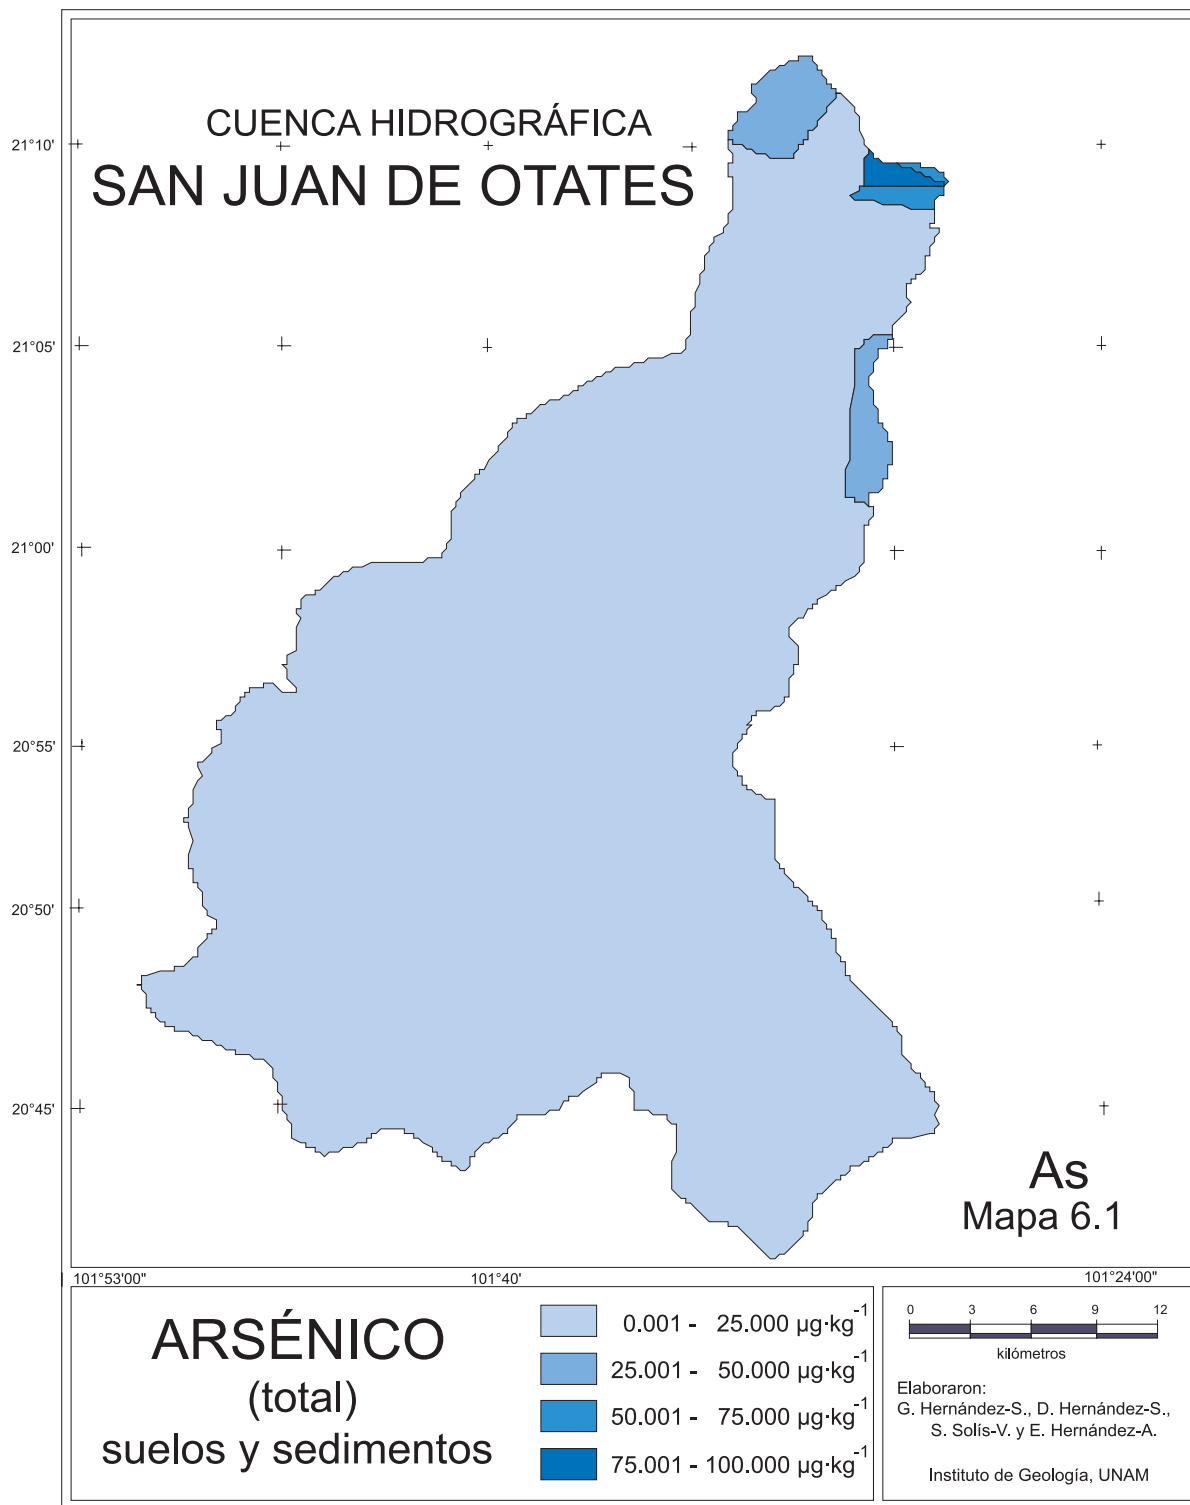 CUENCA HIDROGRÁFICA
SAN JUAN DE OTATES
21°10'
21°05'
21°00'
20°55'
20°50'
20°45'
As
Mapa 6.1
101°53'00"
101°40'
101°24'00"
ARSÉNICO
(total)
suelos y sedimentos
0.001 - 25.000 µg·kg⁻¹
25.001 - 50.000 µg·kg⁻¹
50.001 - 75.000 µg·kg⁻¹
75.001 - 100.000 µg·kg⁻¹
0 3 6 9 12
kilómetros
Elaboraron:
G. Hernández-S., D. Hernández-S.,
S. Solís-V. y E. Hernández-A.
Instituto de Geología, UNAM